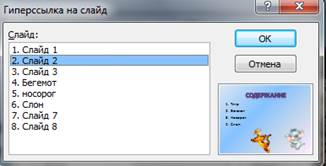 Гиперссылка на слайд
Слайд:
1. Слайд 1
2. Слайд 2
3. Слайд 3
4. Бегемот
5. носорог
6. Слон
7. Слайд 7
8. Слайд 8
OK
Отмена
СОДЕРЖАНИЕ